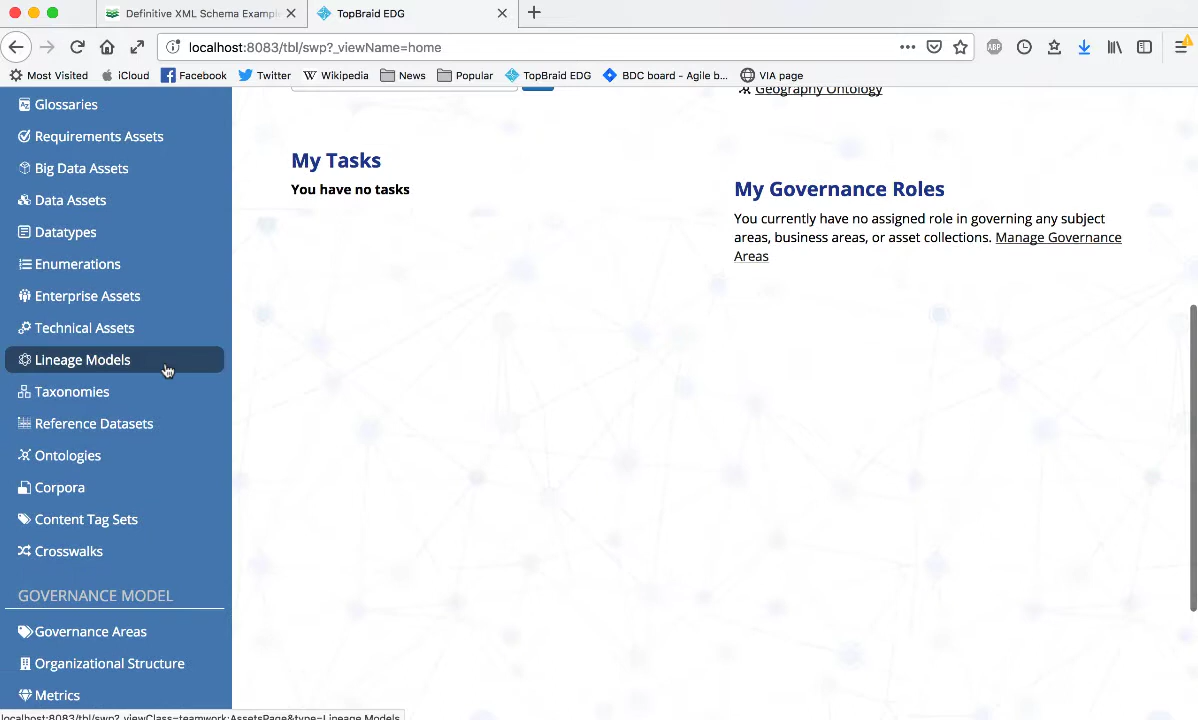 Definitive XML Schema Example
TopBraid EDG
localhost:8083/tbl/swp?_viewName=home
ABP
Most Visited
iCloud
Facebook
Twitter
Wikipedia
News
Popular
TopBraid EDG
BDC board - Agile b...
VIA page
Glossaries
Requirements Assets
Big Data Assets
Data Assets
Datatypes
Enumerations
Enterprise Assets
Technical Assets
Lineage Models
Taxonomies
Reference Datasets
Ontologies
Corpora
Content Tag Sets
Crosswalks
GOVERNANCE MODEL
Governance Areas
Organizational Structure
Metrics
Geography Ontology
My Tasks
You have no tasks
My Governance Roles
You currently have no assigned role in governing any subject
areas, business areas, or asset collections. Manage Governance
Areas
localhost:8083/tbl/swp?_viewClass=teamwork:AssetsPage&type=Lineage Models